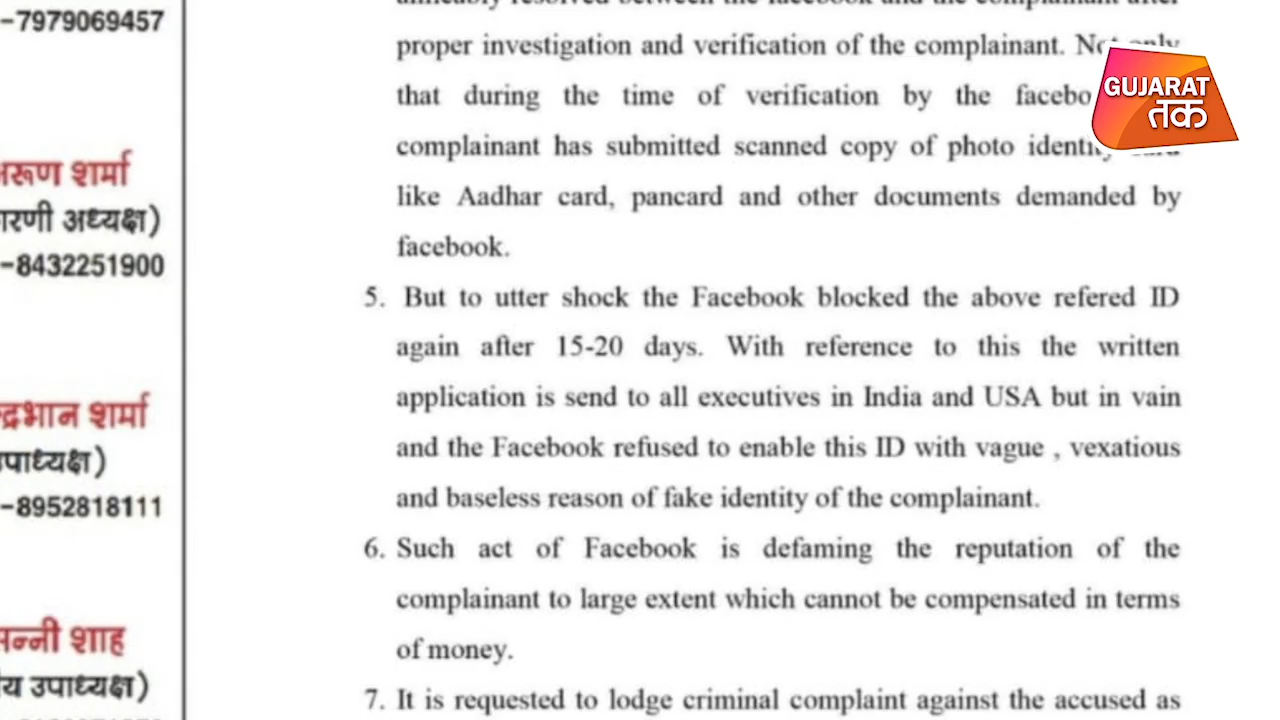 -7979069457
शर्मा
अध्यक्ष)
-8432251900
शर्मा
-8952818111
शाह
उपाध्यक्ष)
proper investigation and verification of the complainant. Not only
that during the time of verification by the
complainant has submitted scanned copy of photo
like Aadhar card, pancard and other documents demanded by
facebook.
5. But to utter shock the Facebook blocked the above refered ID
again after 15-20 days. With reference to this the written
application is send to all executives in India and USA but in vain
and the Facebook refused to enable this ID with vague , vexatious
and baseless reason of fake identity of the complainant.
6. Such act of Facebook is defaming the reputation of the
complainant to large extent which cannot be compensated in terms
of money.
7. It is requested to lodge criminal complaint against the accused as
GUJARAT
तक